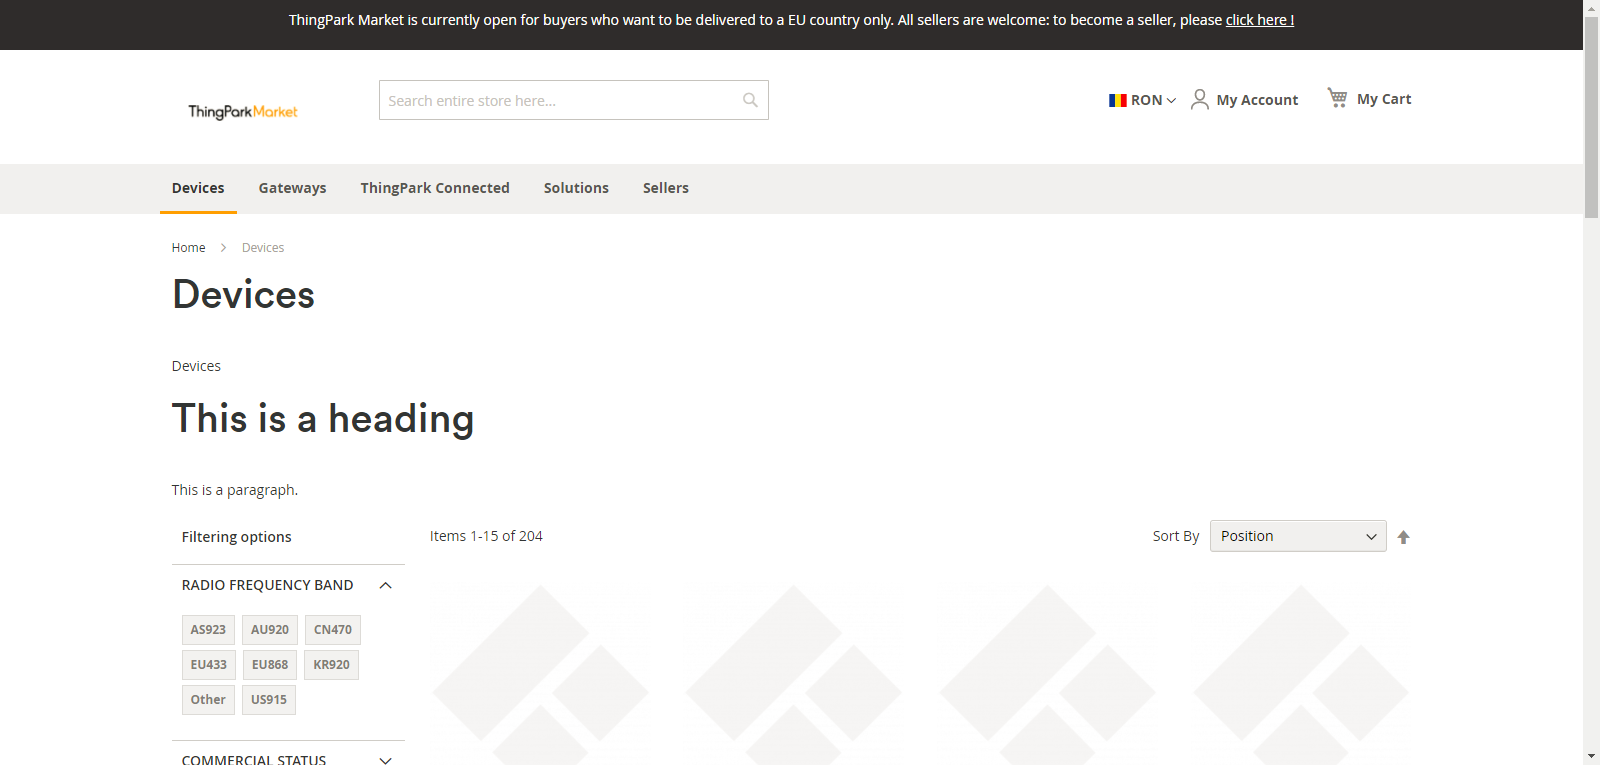 ThingPark Market is currently open for buyers who want to be delivered to a EU country only. All sellers are welcome: to become a seller, please click here !
ThingParkMarket
Search entire store here...
RON
My Account
My Cart
Devices
Gateways
ThingPark Connected
Solutions
Sellers
Home
Devices
Devices
Devices
This is a heading
This is a paragraph.
Filtering options
Items 1-15 of 204
Sort By
Position
RADIO FREQUENCY BAND
AS923 AU920 CN470
EU433 EU868 KR920
Other US915
COMMERCIAL STATUS